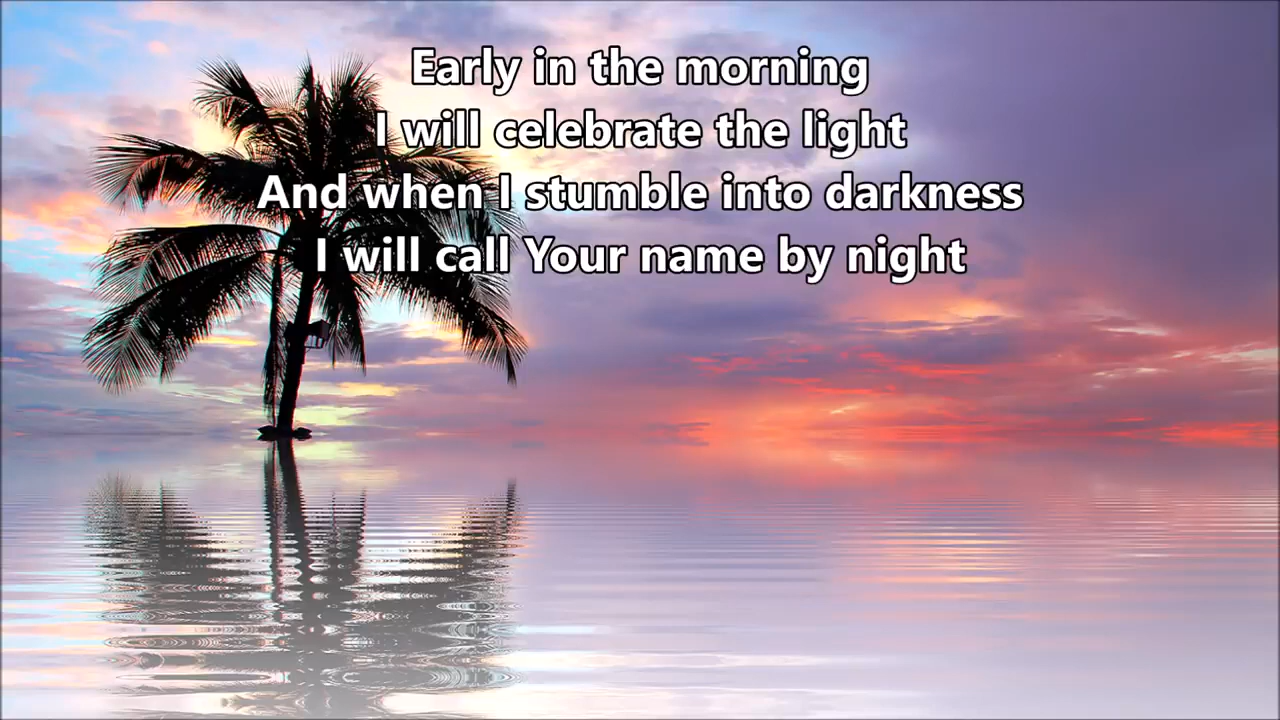 Early in the morning
I will celebrate the light
And when I stumble into darkness
I will call Your name by night